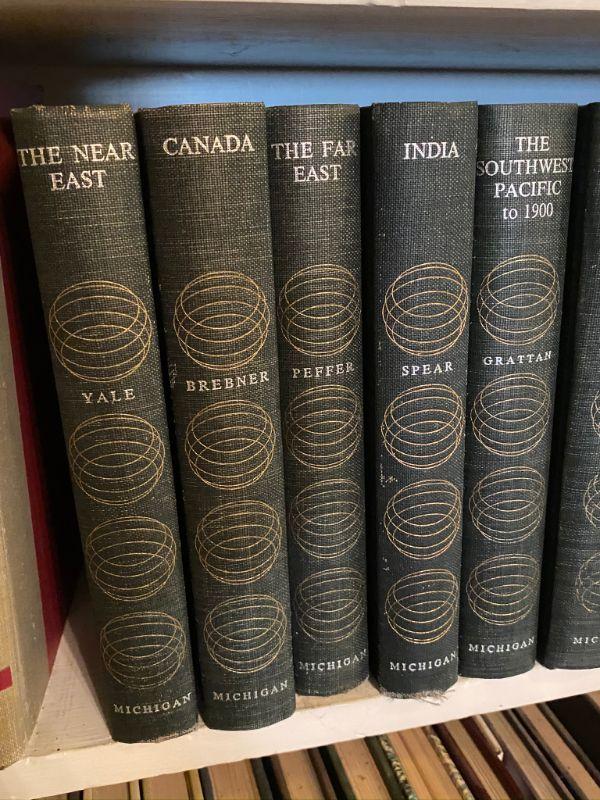 THE NEAR
EAST
YALE
MICHIGAN
CANADA
BREBNER
MICHIGAN
THE FAR
EAST
PEFFER
MICHIGAN
INDIA
SPEAR
MICHIGAN
THE
SOUTHWEST
PACIFIC
to 1900
GRATTAN
MICHIGAN